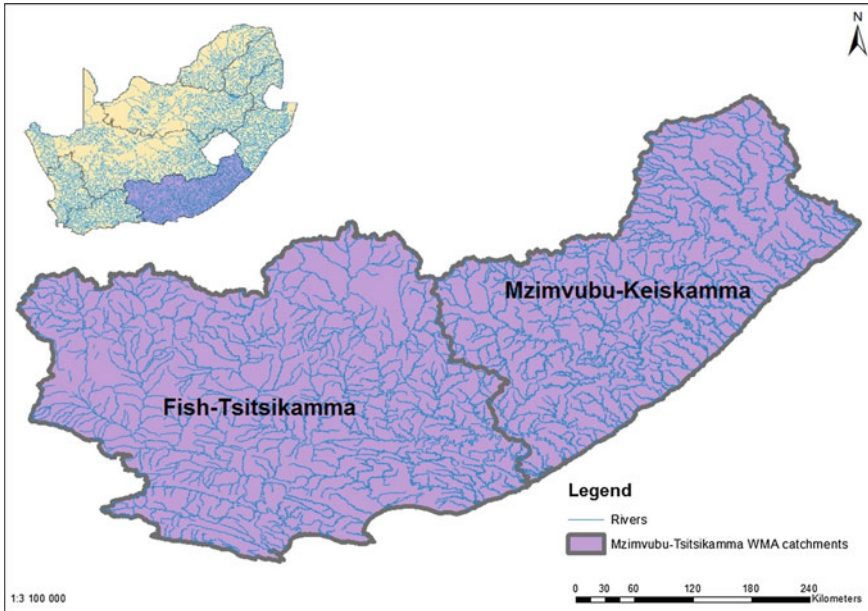 N
Mzimvubu-Keiskamma
Fish-Tsitsikamma
Legend
Rivers
Mzimvubu-Tsitsikamma WMA catchments
1:3 100 000
0 15 30 60 120 180 240
Kilometers